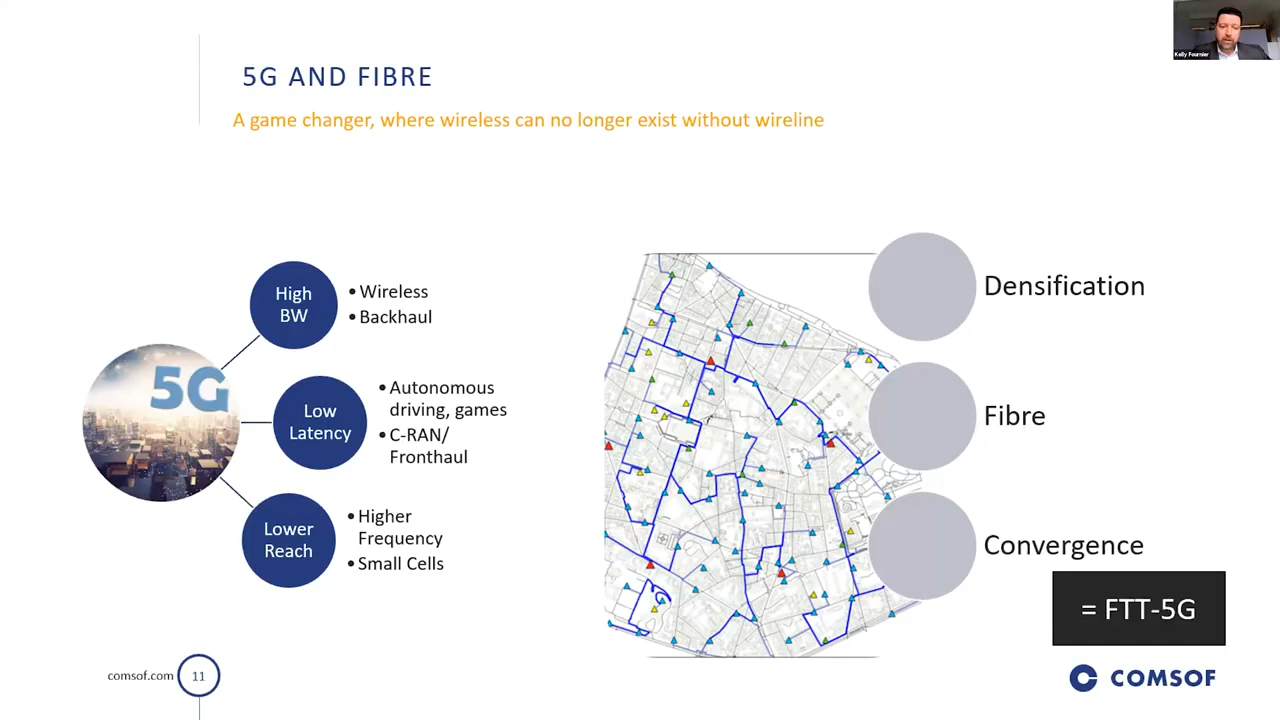 Kelly Fournier
5G AND FIBRE
A game changer, where wireless can no longer exist without wireline
5G
High
BW
• Wireless
• Backhaul
Low
Latency
• Autonomous
driving, games
• C-RAN/
Fronthaul
Lower
Reach
• Higher
Frequency
• Small Cells
Densification
Fibre
Convergence
= FTT-5G
comsof.com
11
COMSOF